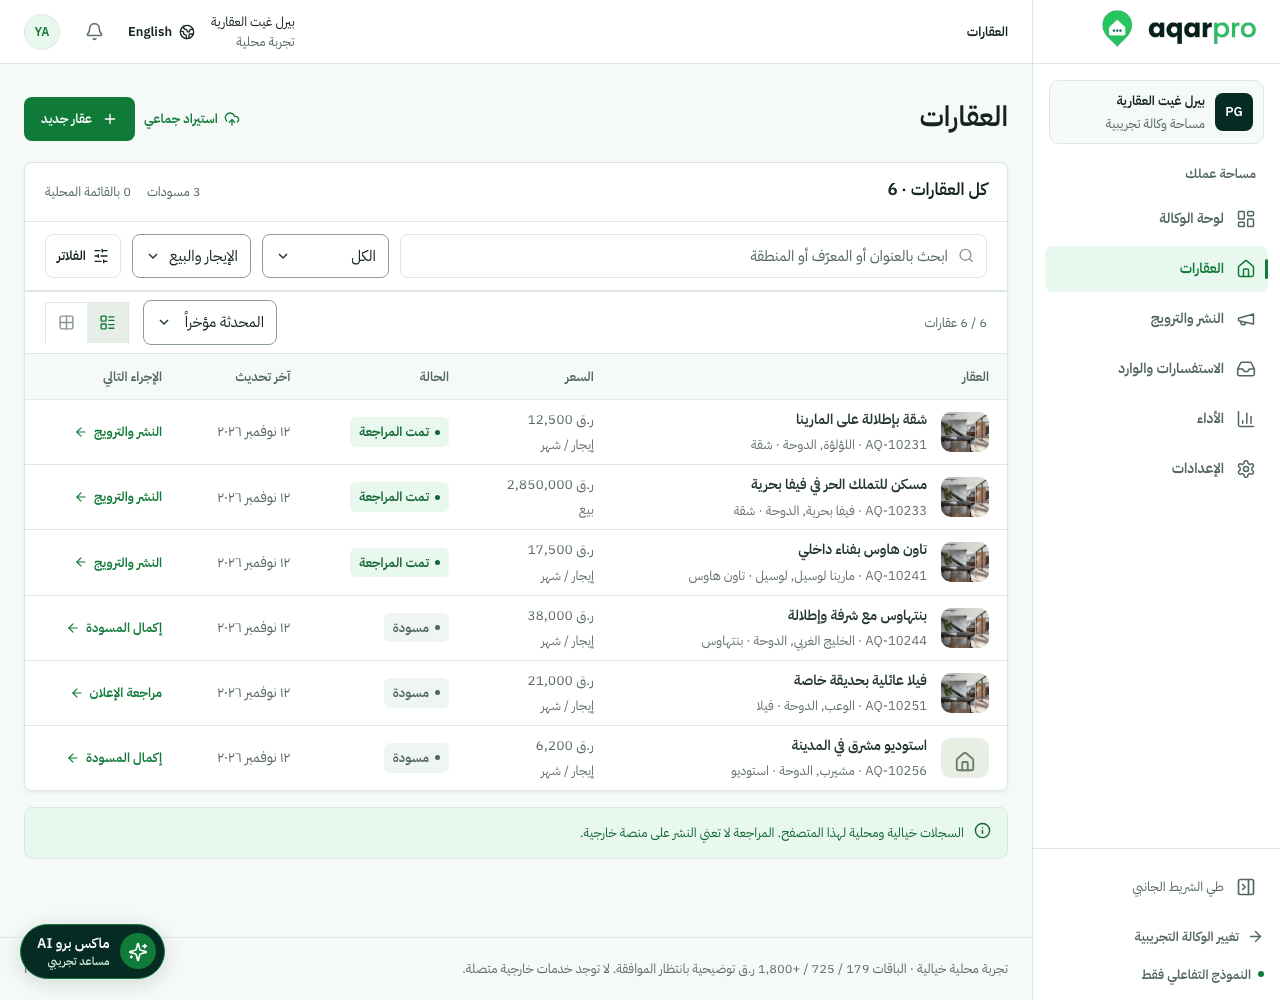 aqarpro
العقارات
بيرل غيت العقارية
تجربة محلية
English
YA
PG
بيرل غيت العقارية
مساحة وكالة تجريبية
مساحة عملك
لوحة الوكالة
العقارات
النشر والترويج
الاستفسارات والوارد
الأداء
الإعدادات
طي الشريط الجانبي
تغيير الوكالة التجريبية
النموذج التفاعلي فقط
العقارات
استيراد جماعي
عقار جديد
كل العقارات · 6
3 مسودات
0 بالقائمة المحلية
ابحث بالعنوان أو المعرّف أو المنطقة
الكل
الإيجار والبيع
الفلاتر
6 / 6 عقارات
المحدثة مؤخراً
العقار السعر الحالة آخر تحديث الإجراء التالي
شقة بإطلالة على المارينا
AQ-10231 · اللؤلؤة, الدوحة · شقة
ر.ق 12,500
إيجار / شهر
تمت المراجعة
١٢ نوفمبر ٢٠٢٦
النشر والترويج
مسكن للتملك الحر في فيفا بحرية
AQ-10233 · فيفا بحرية, الدوحة · شقة
ر.ق 2,850,000
بيع
تمت المراجعة
١٢ نوفمبر ٢٠٢٦
النشر والترويج
تاون هاوس بفناء داخلي
AQ-10241 · مارينا لوسيل, لوسيل · تاون هاوس
ر.ق 17,500
إيجار / شهر
تمت المراجعة
١٢ نوفمبر ٢٠٢٦
النشر والترويج
بنتهاوس مع شرفة وإطلالة
AQ-10244 · الخليج الغربي, الدوحة · بنتهاوس
ر.ق 38,000
إيجار / شهر
مسودة
١٢ نوفمبر ٢٠٢٦
إكمال المسودة
فيلا عائلية بحديقة خاصة
AQ-10251 · الوعب, الدوحة · فيلا
ر.ق 21,000
إيجار / شهر
مسودة
١٢ نوفمبر ٢٠٢٦
مراجعة الإعلان
استوديو مشرق في المدينة
AQ-10256 · مشيرب, الدوحة · استوديو
ر.ق 6,200
إيجار / شهر
مسودة
١٢ نوفمبر ٢٠٢٦
إكمال المسودة
السجلات خيالية ومحلية لهذا المتصفح. المراجعة لا تعني النشر على منصة خارجية.
تجربة محلية خيالية · الباقات 179 / 725 / +1,800 ر.ق توضيحية بانتظار الموافقة. لا توجد خدمات خارجية متصلة.
ماكس برو AI
مساعد تجريبي